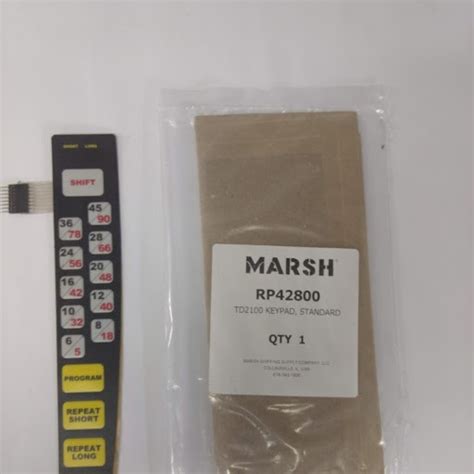 SHORT LONG
SHIFT
45
90
36
78
28
66
24
56
20
48
16
42
12
40
10
32
8
18
6
5
PROGRAM
REPEAT
SHORT
REPEAT
LONG
MARSH®
RP42800
TD2100 KEYPAD, STANDARD
QTY 1